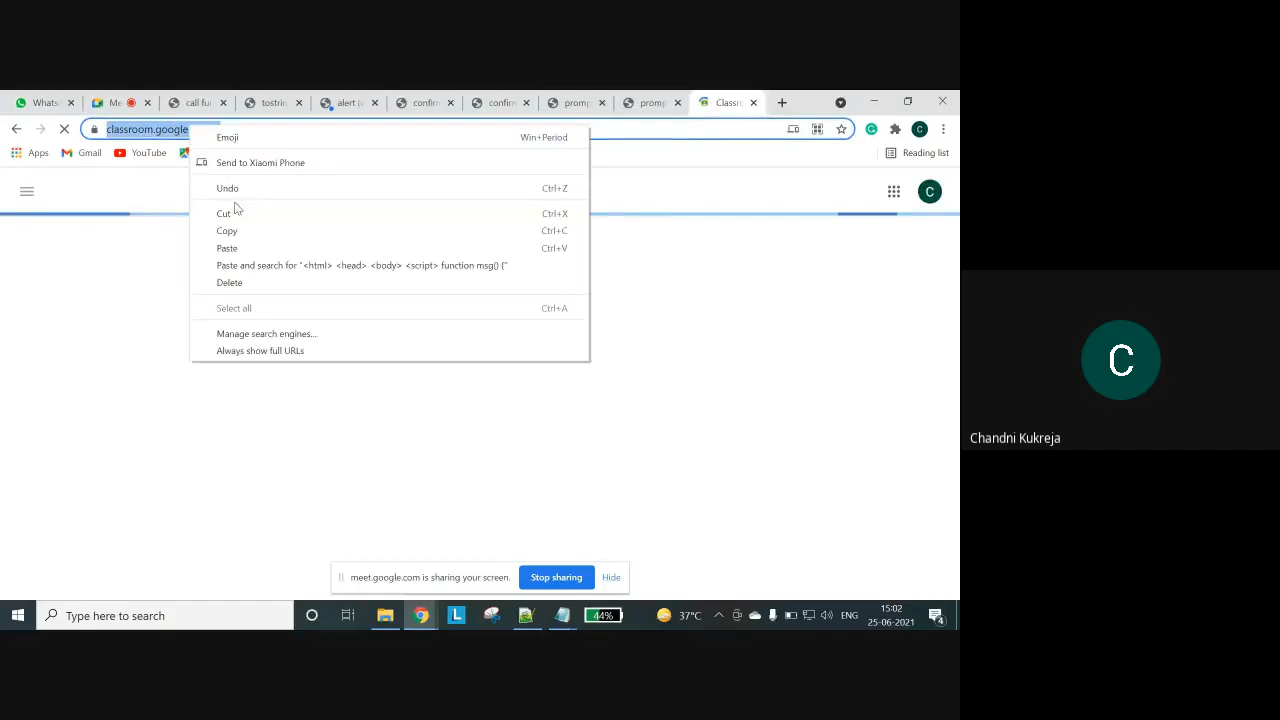 Whats
Me
call fu
tostrin
alert (
confirm
confirm
promp
promp
Classro
classroom.google
Apps
Gmail
YouTube
Reading list
C
C
Emoji Win+Period
Send to Xiaomi Phone
Undo Ctrl+Z
Cut Ctrl+X
Copy Ctrl+C
Paste Ctrl+V
Paste and search for "<html> <head> <body> <script> function msg() {"
Delete
Select all Ctrl+A
Manage search engines...
Always show full URLs
C
Chandni Kukreja
meet.google.com is sharing your screen. Stop sharing Hide
Type here to search
L
44%
37°C
ENG
15:02
25-06-2021
4